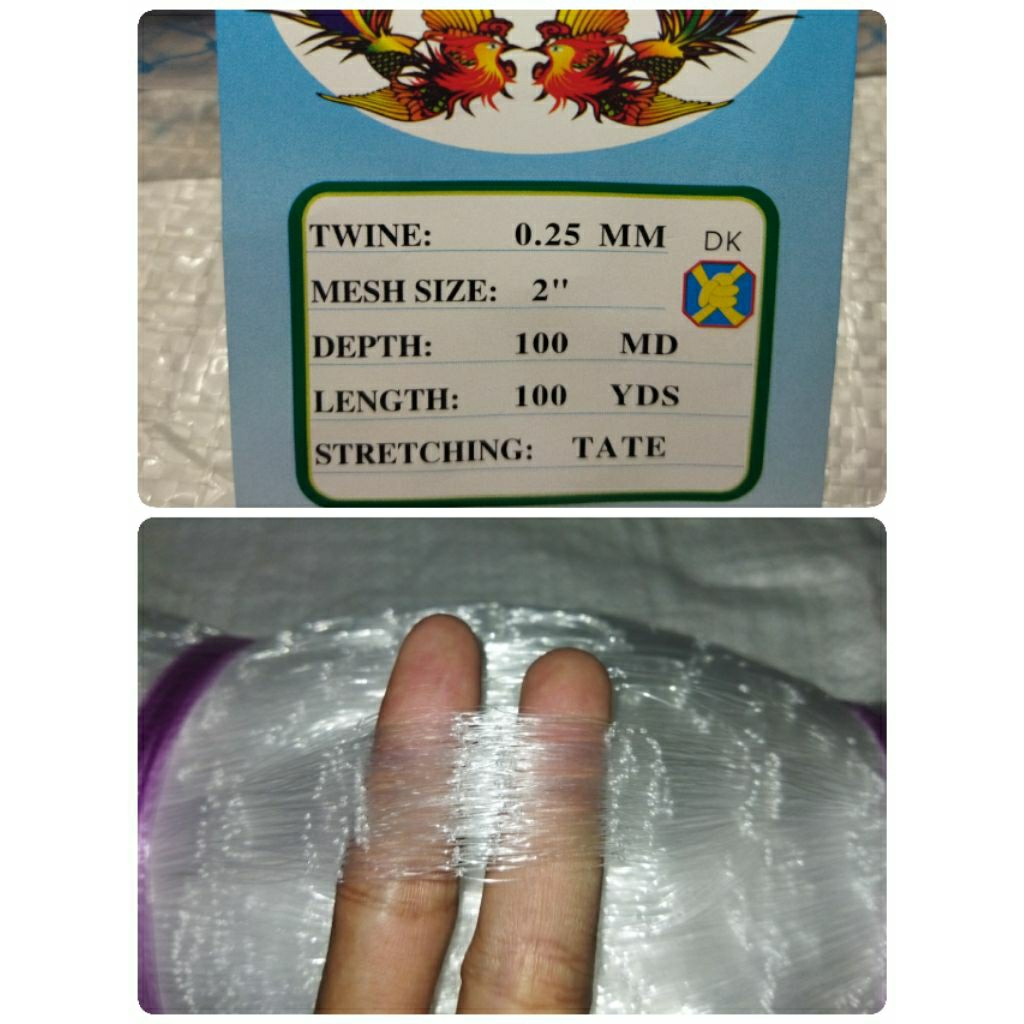 TWINE: 0.25 MM DK
MESH SIZE: 2"
DEPTH: 100 MD
LENGTH: 100 YDS
STRETCHING: TATE